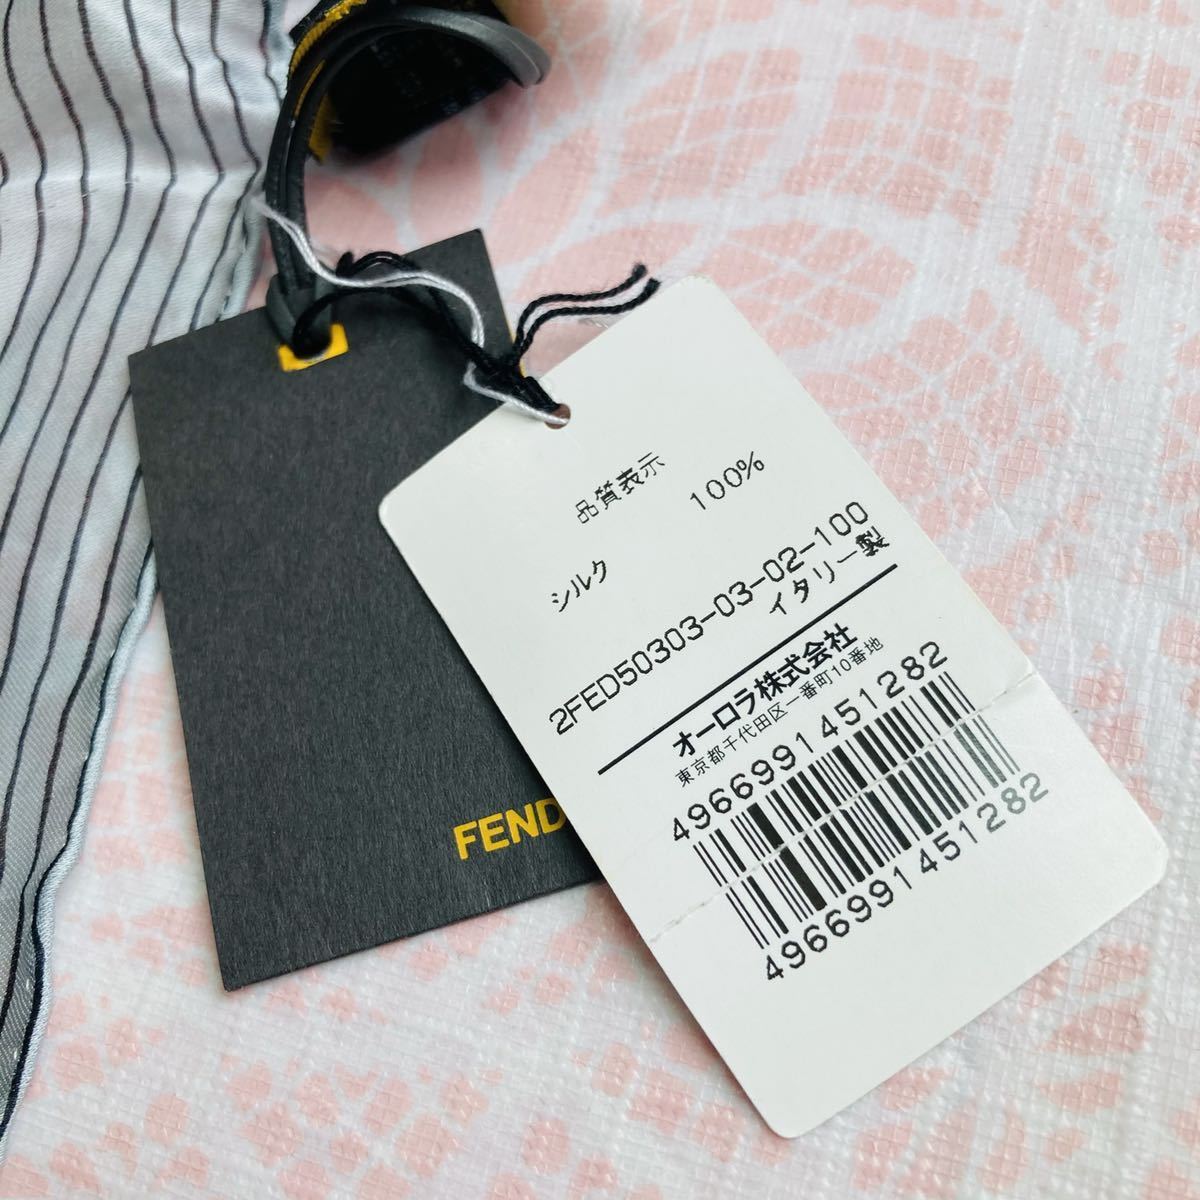 品質表示
シルク 100%
2FED50303-03-02-100
イタリー製
オーロラ株式会社
東京都千代田区一番町10番地
4966991451282
4966991451282
FEND